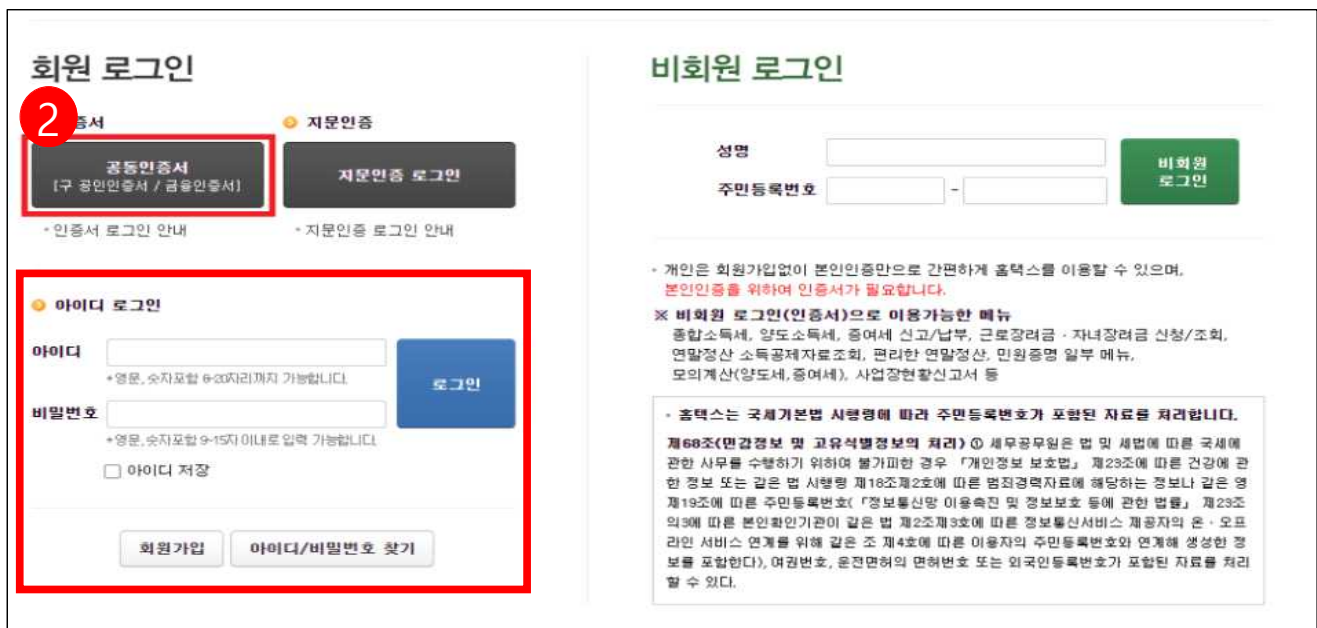 회원 로그인
2
증서
지문인증
공동인증서
[구 공인인증서 / 금융인증서]
지문인증 로그인
· 인증서 로그인 안내
· 지문인증 로그인 안내
아이디 로그인
아이디
*영문, 숫자포함 6-20자리까지 가능합니다.
로그인
비밀번호
*영문, 숫자포함 9-15자 이내로 입력 가능합니다.
아이디 저장
회원가입
아이디/비밀번호 찾기
비회원 로그인
성명
주민등록번호
-
비회원
로그인
· 개인은 회원가입없이 본인인증만으로 간편하게 홈택스를 이용할 수 있으며,
본인인증을 위하여 인증서가 필요합니다.
※ 비회원 로그인(인증서)으로 이용가능한 메뉴
종합소득세, 양도소득세, 증여세 신고/납부, 근로장려금 · 자녀장려금 신청/조회,
연말정산 소득공제자료조회, 편리한 연말정산, 민원증명 일부 메뉴,
모의계산(양도세,증여세), 사업장현황신고서 등
· 홈택스는 국세기본법 시행령에 따라 주민등록번호가 포함된 자료를 처리합니다.
제68조(민감정보 및 고유식별정보의 처리) ① 세무공무원은 법 및 세법에 따른 국세에
관한 사무를 수행하기 위하여 불가피한 경우 「개인정보 보호법」 제23조에 따른 건강에 관
한 정보 또는 같은 법 시행령 제18조제2호에 따른 범죄경력자료에 해당하는 정보나 같은 영
제19조에 따른 주민등록번호(「정보통신망 이용촉진 및 정보보호 등에 관한 법률」 제23조
의3에 따른 본인확인기관이 같은 법 제2조제3호에 따른 정보통신서비스 제공자의 온 · 오프
라인 서비스 연계를 위해 같은 조 제4호에 따른 이용자의 주민등록번호와 연계해 생성한 정
보를 포함한다), 여권번호, 운전면허의 면허번호 또는 외국인등록번호가 포함된 자료를 처리
할 수 있다.